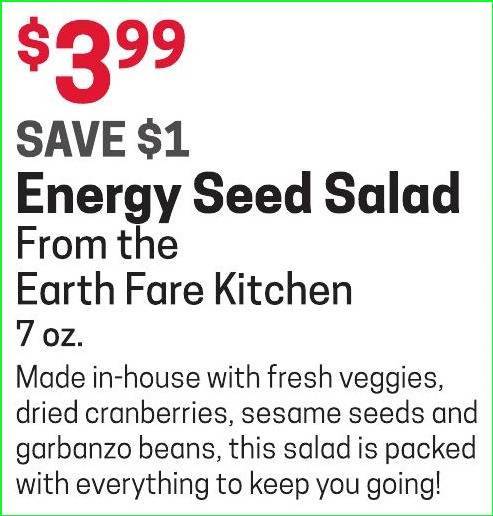 $3.99
SAVE $1
Energy Seed Salad
From the
Earth Fare Kitchen
7 oz.
Made in-house with fresh veggies,
dried cranberries, sesame seeds and
garbanzo beans, this salad is packed
with everything to keep you going!